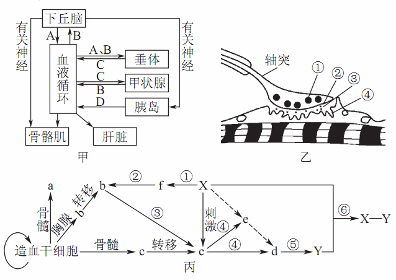 下丘脑
有关神经
有关神经
A
B
血液循环
A、B
C
垂体
C
B
甲状腺
D
胰岛
骨骼肌
肝脏
甲
轴突
①
②
③
④
乙
a
b
②
f
①
X
骨髓
胸腺
b
转移
③
刺激
④
e
⑥
X—Y
造血干细胞
骨髓
c
转移
c
④
d
⑤
Y
丙